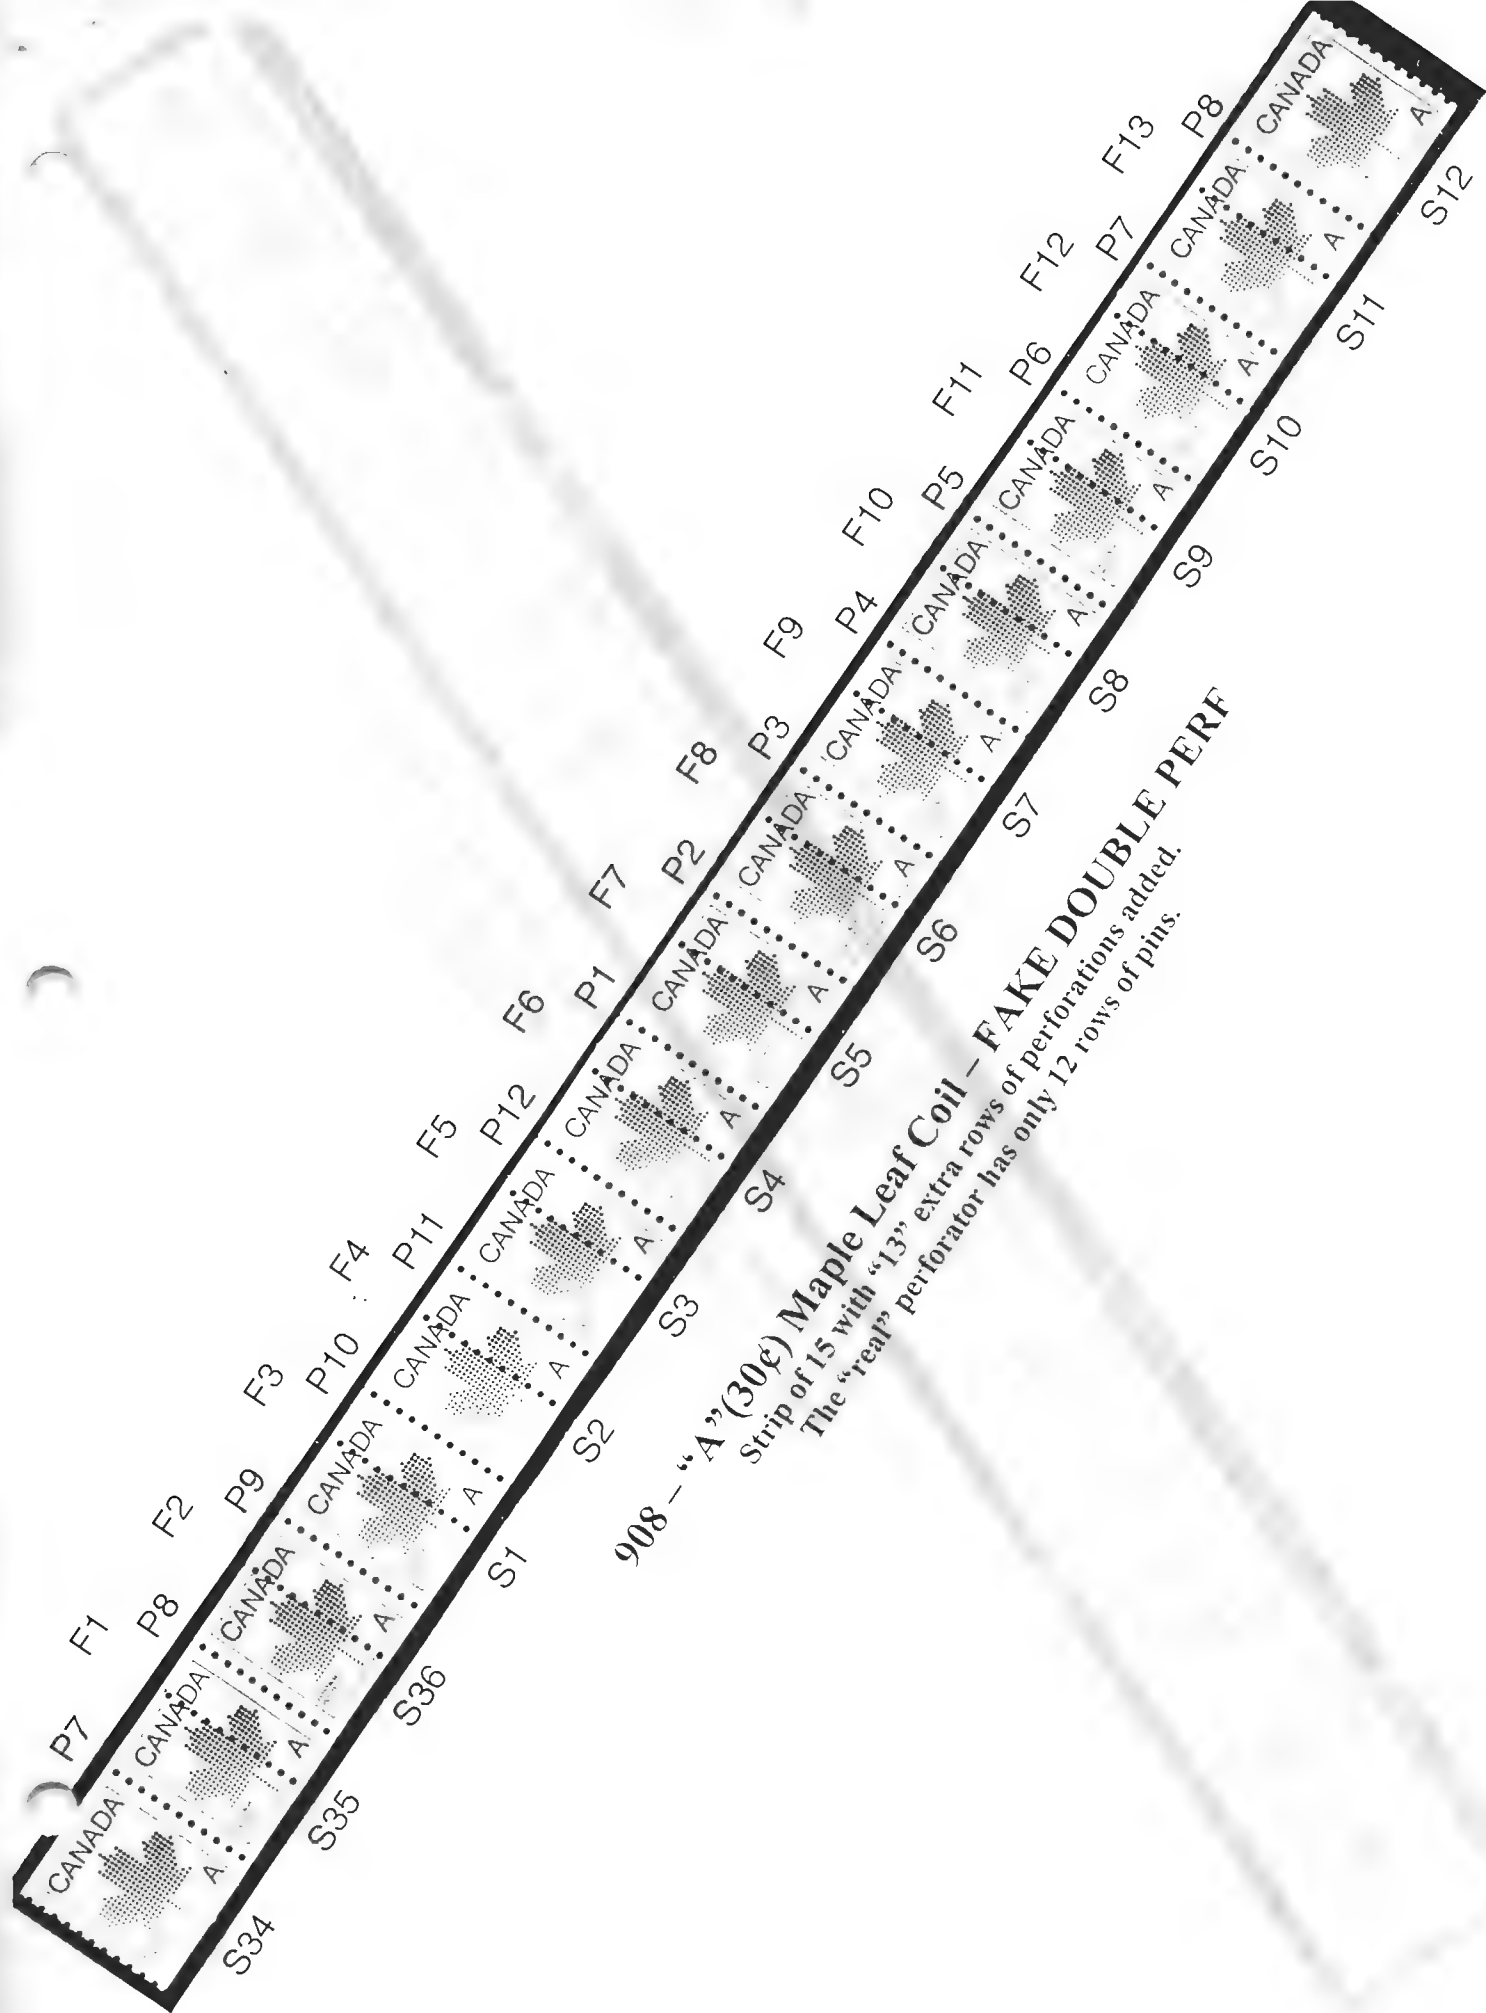 F1 F2 F3 F4 F5 F6 F7 F8 F9 F10 F11 F12 F13
P7 P8 P9 P10 P11 P12 P1 P2 P3 P4 P5 P6 P7 P8
CANADA CANADA CANADA CANADA CANADA CANADA CANADA CANADA CANADA CANADA CANADA CANADA CANADA CANADA CANADA
A A A A A A A A A A A A A A A
S34 S35 S36 S1 S2 S3 S4 S5 S6 S7 S8 S9 S10 S11 S12
908 – “A”(30¢) Maple Leaf Coil – FAKE DOUBLE PERF
Strip of 15 with “13” extra rows of perforations added.
The “real” perforator has only 12 rows of pins.